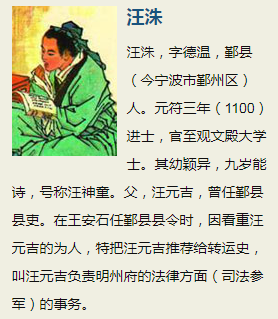 汪洙
汪洙，字德温，鄞县
（今宁波市鄞州区）
人。元符三年（1100）
进士，官至观文殿大学
士。其幼颖异，九岁能
诗，号称汪神童。父，汪元吉，曾任鄞县
县吏。在王安石任鄞县县令时，因看重汪
元吉的为人，特把汪元吉推荐给转运史，
叫汪元吉负责明州府的法律方面（司法参
军）的事务。